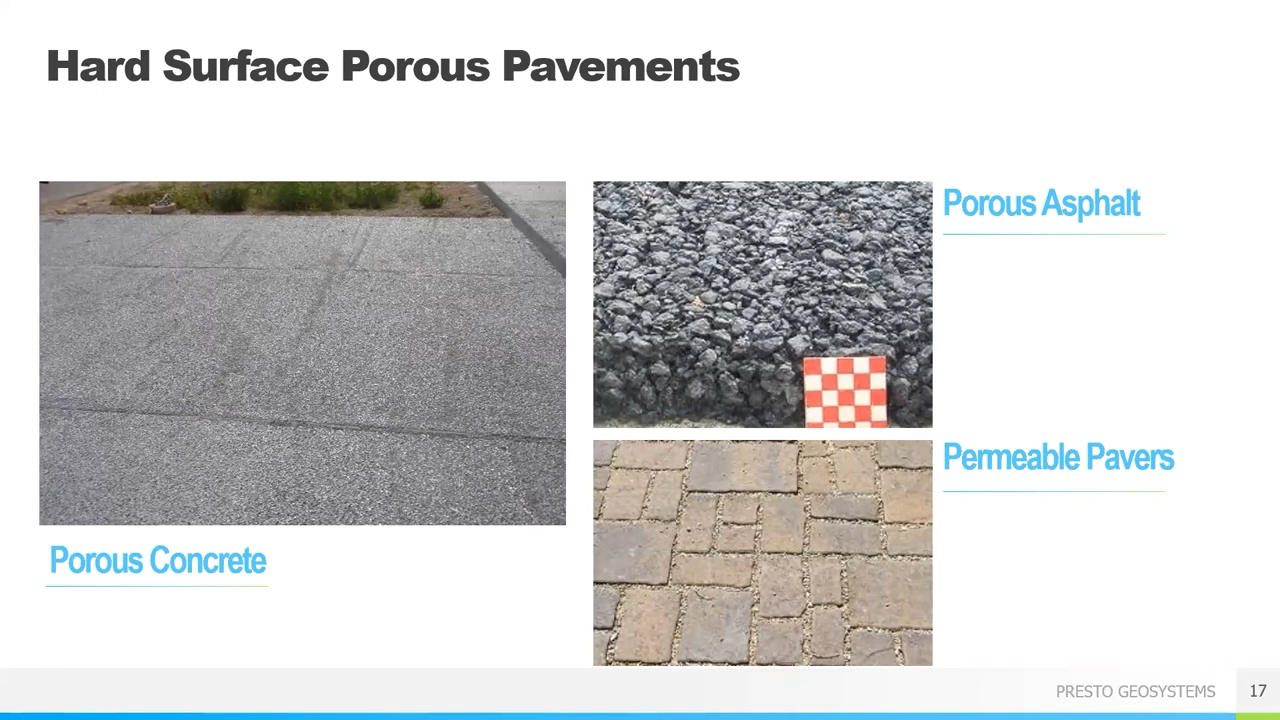 Hard Surface Porous Pavements
Porous Asphalt
Permeable Pavers
Porous Concrete
PRESTO GEOSYSTEMS
17